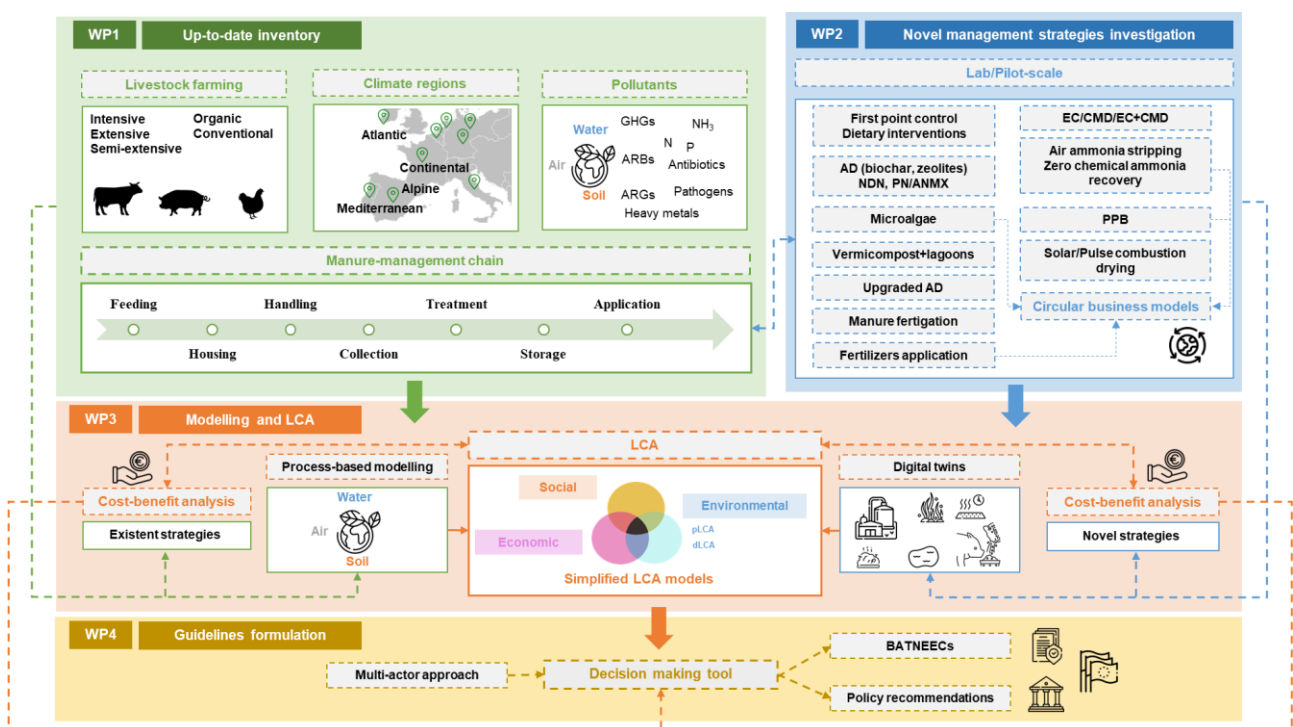 WP1
Up-to-date inventory
Livestock farming
Intensive
Extensive
Semi-extensive
Organic
Conventional
Climate regions
Atlantic
Continental
Alpine
Mediterranean
Pollutants
Water
Air
Soil
GHGs
NH3
N
P
ARBs
Antibiotics
ARGs
Pathogens
Heavy metals
Manure-management chain
Feeding
Handling
Treatment
Application
Housing
Collection
Storage
WP2
Novel management strategies investigation
Lab/Pilot-scale
First point control
Dietary interventions
AD (biochar, zeolites)
NDN, PN/ANMX
Microalgae
Vermicompost+lagoons
Upgraded AD
Manure fertigation
Fertilizers application
EC/CMD/EC+CMD
Air ammonia stripping
Zero chemical ammonia
recovery
PPB
Solar/Pulse combustion
drying
Circular business models
WP3
Modelling and LCA
Cost-benefit analysis
Existent strategies
Process-based modelling
Water
Air
Soil
LCA
Social
Environmental
pLCA
dLCA
Economic
Simplified LCA models
Digital twins
Cost-benefit analysis
Novel strategies
WP4
Guidelines formulation
Multi-actor approach
Decision making tool
BATNEECs
Policy recommendations